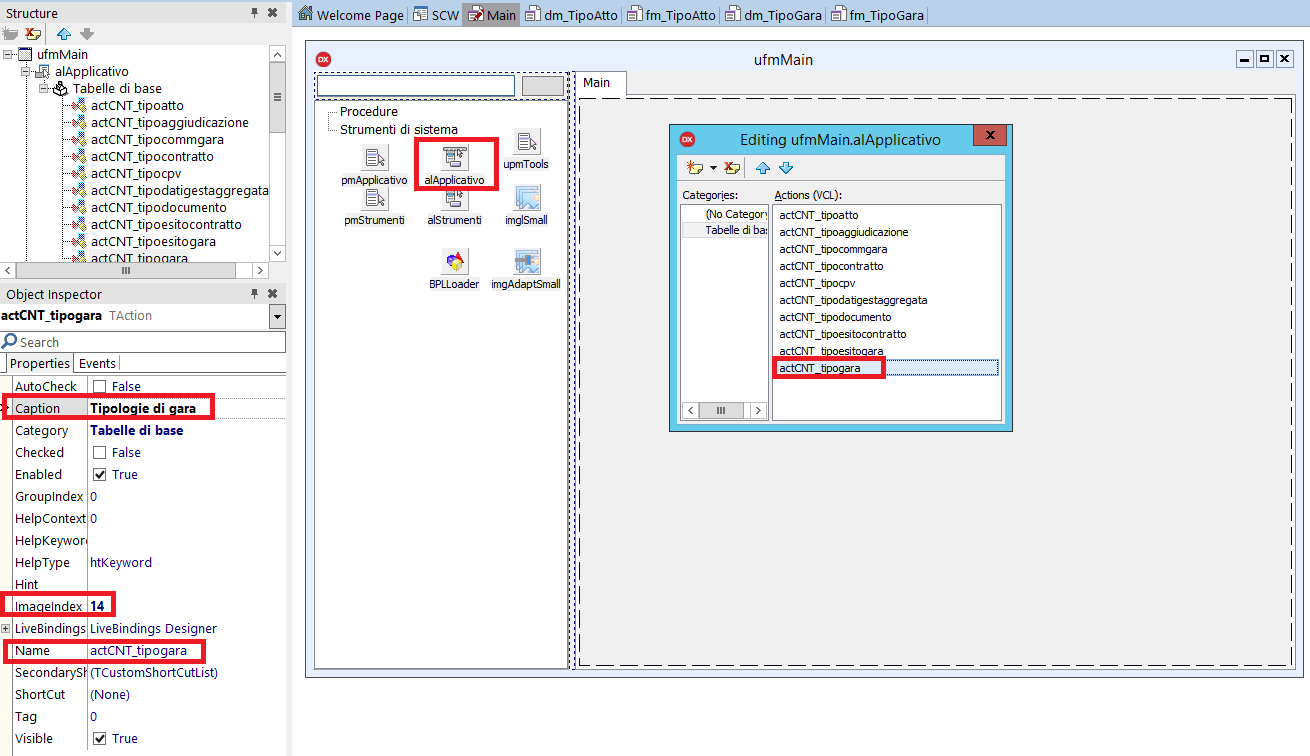 Structure
ufmMain
alApplicativo
Tabelle di base
actCNT_tipoatto
actCNT_tipoaggiudicazione
actCNT_tipocommgara
actCNT_tipocontratto
actCNT_tipocpv
actCNT_tipodatigestaggregata
actCNT_tipodocumento
actCNT_tipoesitocontratto
actCNT_tipoesitogara
actCNT_tipogara
Object Inspector
actCNT_tipogara TAction
Search
Properties Events
AutoCheck False
Caption Tipologie di gara
Category Tabelle di base
Checked False
Enabled True
GroupIndex 0
HelpContext 0
HelpKeywor
HelpType htKeyword
Hint
ImageIndex 14
LiveBindings LiveBindings Designer
Name actCNT_tipogara
SecondarySh (TCustomShortCutList)
ShortCut (None)
Tag 0
Visible True
Welcome Page SCW Main dm_TipoAtto fm_TipoAtto dm_TipoGara fm_TipoGara
DX ufmMain
Procedure
Strumenti di sistema
pmApplicativo alApplicativo upmTools
pmStrumenti alStrumenti imglSmall
BPLLoader imgAdaptSmall
Main
DX Editing ufmMain.alApplicativo X
Categories: Actions (VCL):
(No Category
Tabelle di bas
actCNT_tipoatto
actCNT_tipoaggiudicazione
actCNT_tipocommgara
actCNT_tipocontratto
actCNT_tipocpv
actCNT_tipodatigestaggregata
actCNT_tipodocumento
actCNT_tipoesitocontratto
actCNT_tipoesitogara
actCNT_tipogara